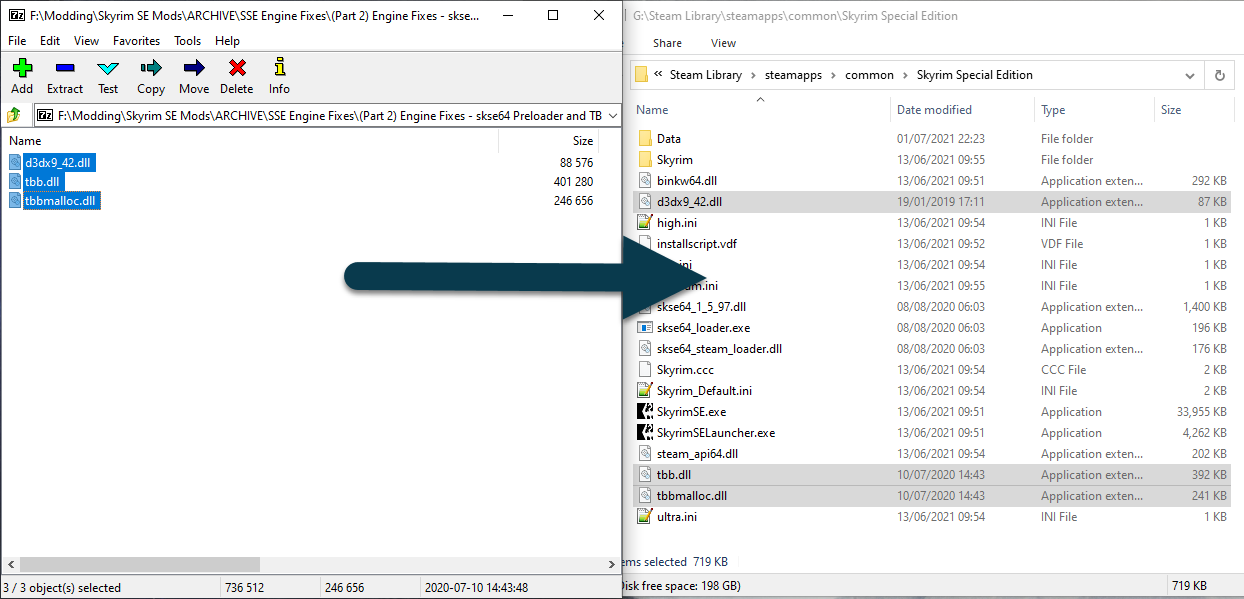 F:\Modding\Skyrim SE Mods\ARCHIVE\SSE Engine Fixes\(Part 2) Engine Fixes - skse...
File Edit View Favorites Tools Help
Add Extract Test Copy Move Delete Info
F:\Modding\Skyrim SE Mods\ARCHIVE\SSE Engine Fixes\(Part 2) Engine Fixes - skse64 Preloader and TB
Name Size
d3dx9_42.dll 88 576
tbb.dll 401 280
tbbmalloc.dll 246 656
3 / 3 object(s) selected 736 512 246 656 2020-07-10 14:43:48
G:\Steam Library\steamapps\common\Skyrim Special Edition
Share View
« Steam Library > steamapps > common > Skyrim Special Edition
Name Date modified Type Size
Data 01/07/2021 22:23 File folder
Skyrim 13/06/2021 09:55 File folder
binkw64.dll 13/06/2021 09:51 Application exten... 292 KB
d3dx9_42.dll 19/01/2019 17:11 Application exten... 87 KB
high.ini 13/06/2021 09:54 INI File 1 KB
installscript.vdf 13/06/2021 09:52 VDF File 1 KB
13/06/2021 09:54 INI File 1 KB
13/06/2021 09:55 INI File 1 KB
skse64_1_5_97.dll 08/08/2020 06:03 Application exten... 1,400 KB
skse64_loader.exe 08/08/2020 06:03 Application 196 KB
skse64_steam_loader.dll 08/08/2020 06:03 Application exten... 176 KB
Skyrim.ccc 13/06/2021 09:54 CCC File 2 KB
Skyrim_Default.ini 13/06/2021 09:54 INI File 2 KB
SkyrimSE.exe 13/06/2021 09:51 Application 33,955 KB
SkyrimSELauncher.exe 13/06/2021 09:51 Application 4,262 KB
steam_api64.dll 13/06/2021 09:54 Application exten... 202 KB
tbb.dll 10/07/2020 14:43 Application exten... 392 KB
tbbmalloc.dll 10/07/2020 14:43 Application exten... 241 KB
ultra.ini 13/06/2021 09:54 INI File 1 KB
selected 719 KB
free space: 198 GB) 719 KB